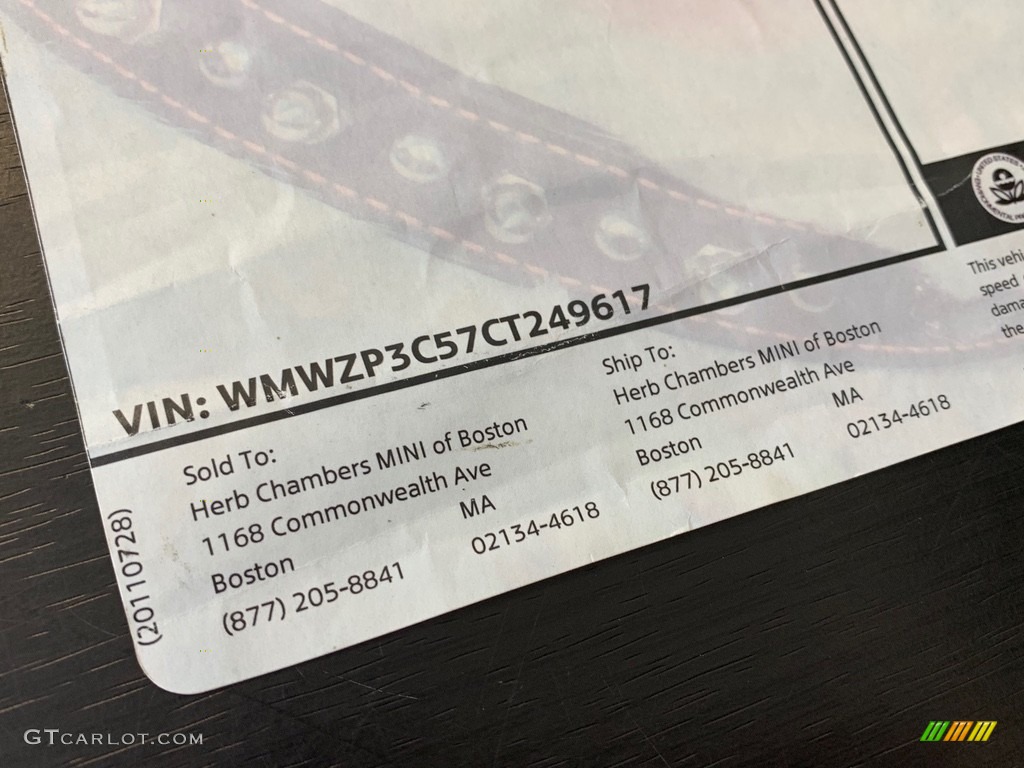 VIN: WMWZP3C57CT249617
Sold To:
Herb Chambers MINI of Boston
1168 Commonwealth Ave
Boston MA 02134-4618
(877) 205-8841
Ship To:
Herb Chambers MINI of Boston
1168 Commonwealth Ave
Boston MA 02134-4618
(877) 205-8841
(20110728)
UNITED STATES
This vehi
speed
dama
the
GTcarlot.com